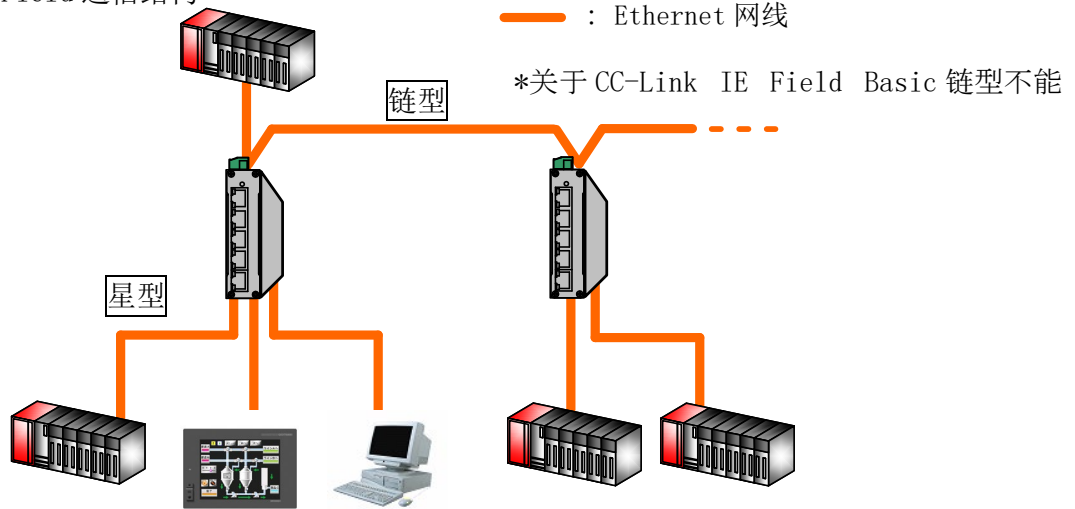 : Ethernet 网线
*关于 CC-Link IE Field Basic 链型不能
链型
星型